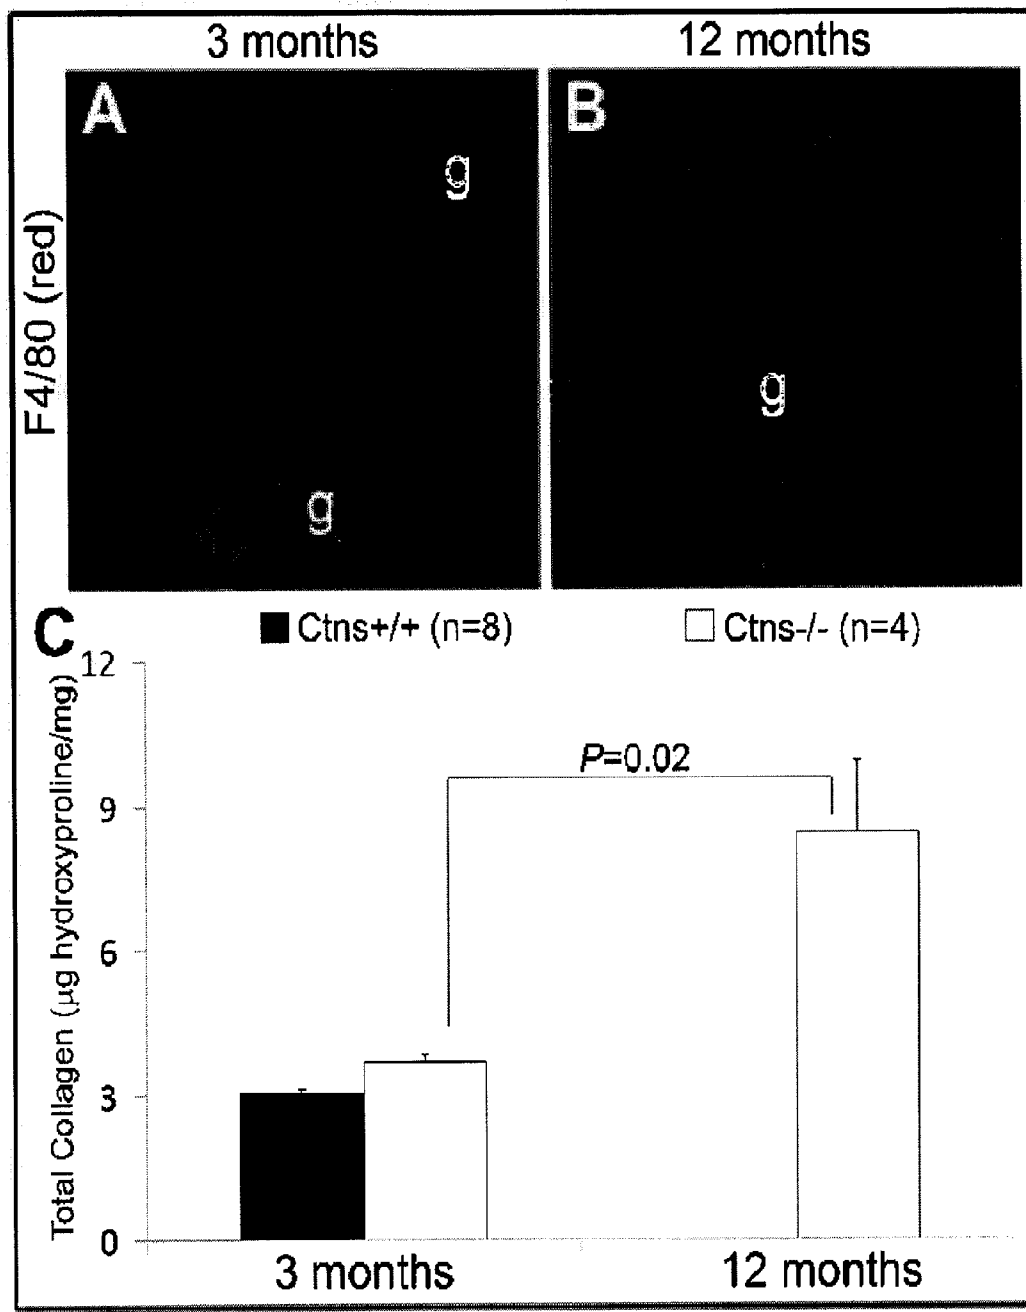 3 months
12 months
F4/80 (red)
A
B
g
g
g
C
Ctns+/+ (n=8)
Ctns-/- (n=4)
Total Collagen (μg hydroxyproline/mg)
12
9
6
3
0
P=0.02
3 months
12 months